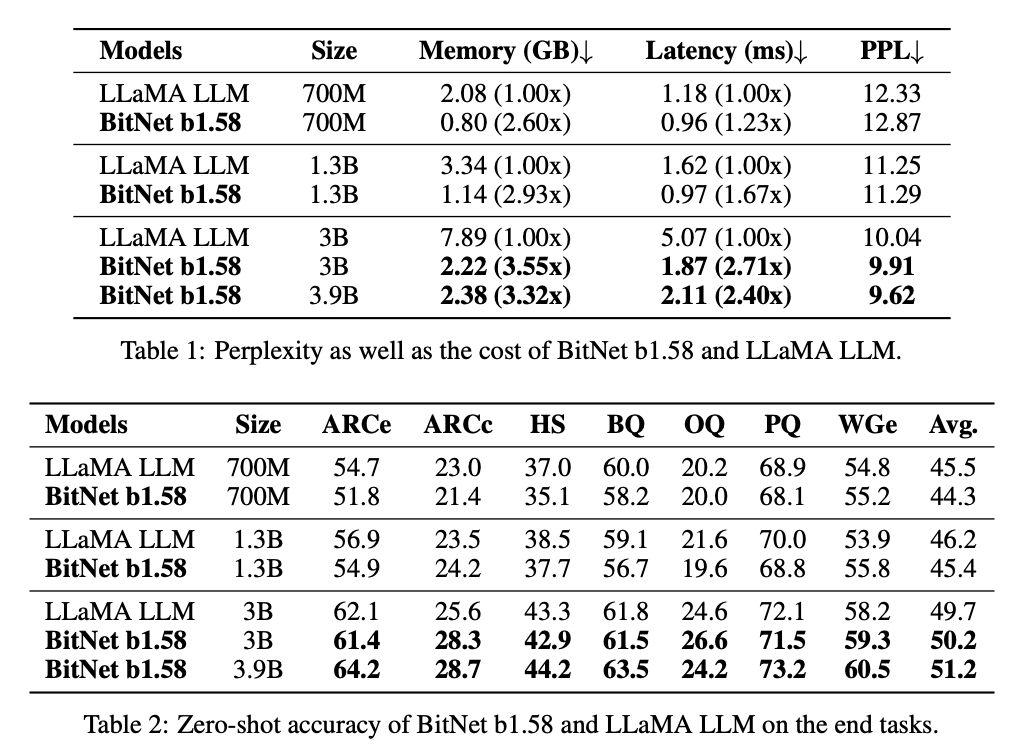 Models Size Memory (GB)↓ Latency (ms)↓ PPL↓
LLaMA LLM 700M 2.08 (1.00x) 1.18 (1.00x) 12.33
BitNet b1.58 700M 0.80 (2.60x) 0.96 (1.23x) 12.87
LLaMA LLM 1.3B 3.34 (1.00x) 1.62 (1.00x) 11.25
BitNet b1.58 1.3B 1.14 (2.93x) 0.97 (1.67x) 11.29
LLaMA LLM 3B 7.89 (1.00x) 5.07 (1.00x) 10.04
BitNet b1.58 3B 2.22 (3.55x) 1.87 (2.71x) 9.91
BitNet b1.58 3.9B 2.38 (3.32x) 2.11 (2.40x) 9.62
Table 1: Perplexity as well as the cost of BitNet b1.58 and LLaMA LLM.
Models Size ARCe ARCc HS BQ OQ PQ WGe Avg.
LLaMA LLM 700M 54.7 23.0 37.0 60.0 20.2 68.9 54.8 45.5
BitNet b1.58 700M 51.8 21.4 35.1 58.2 20.0 68.1 55.2 44.3
LLaMA LLM 1.3B 56.9 23.5 38.5 59.1 21.6 70.0 53.9 46.2
BitNet b1.58 1.3B 54.9 24.2 37.7 56.7 19.6 68.8 55.8 45.4
LLaMA LLM 3B 62.1 25.6 43.3 61.8 24.6 72.1 58.2 49.7
BitNet b1.58 3B 61.4 28.3 42.9 61.5 26.6 71.5 59.3 50.2
BitNet b1.58 3.9B 64.2 28.7 44.2 63.5 24.2 73.2 60.5 51.2
Table 2: Zero-shot accuracy of BitNet b1.58 and LLaMA LLM on the end tasks.